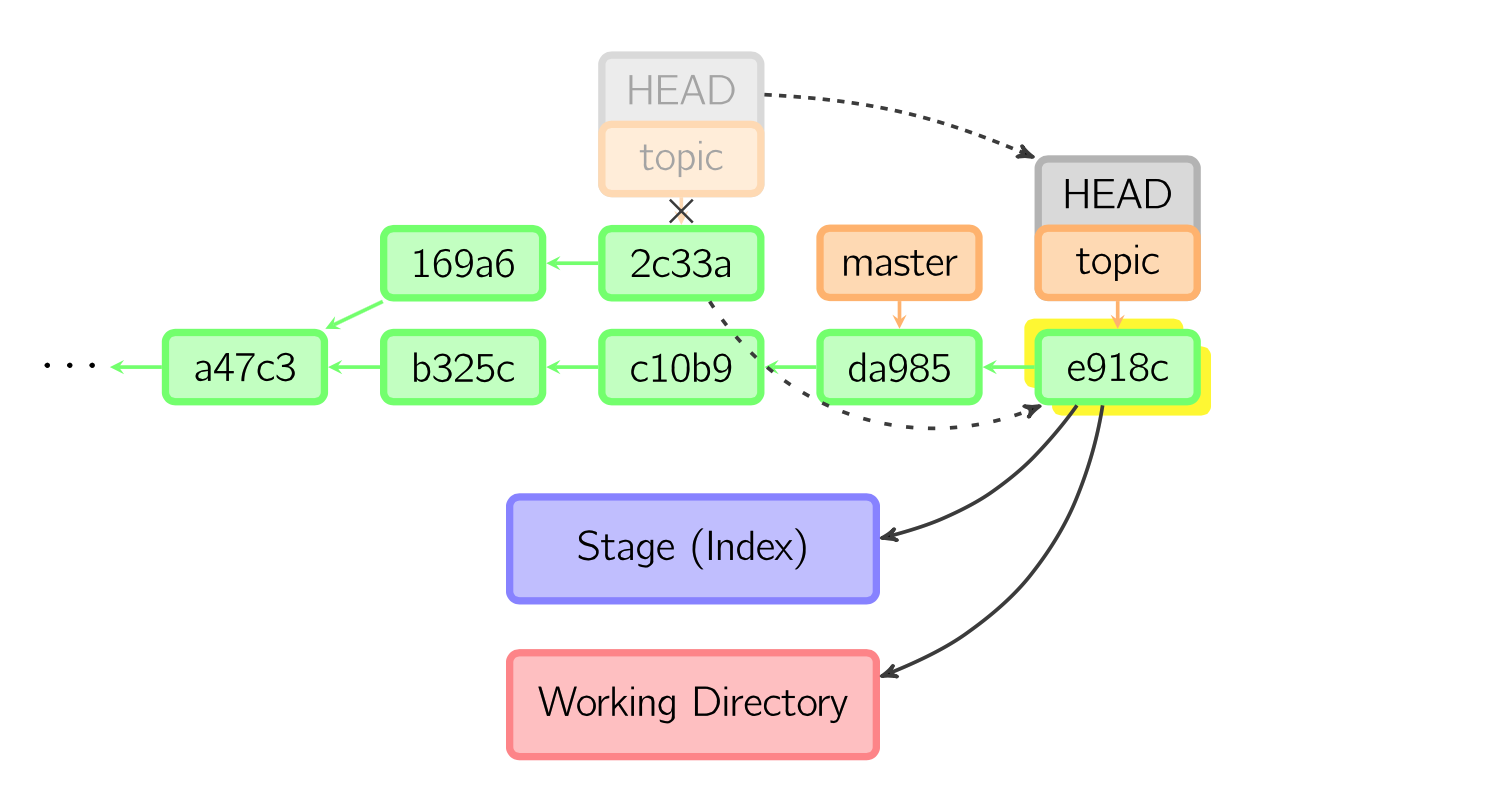 HEAD
topic
HEAD
169a6
2c33a
master
topic
...
a47c3
b325c
c10b9
da985
e918c
Stage (Index)
Working Directory